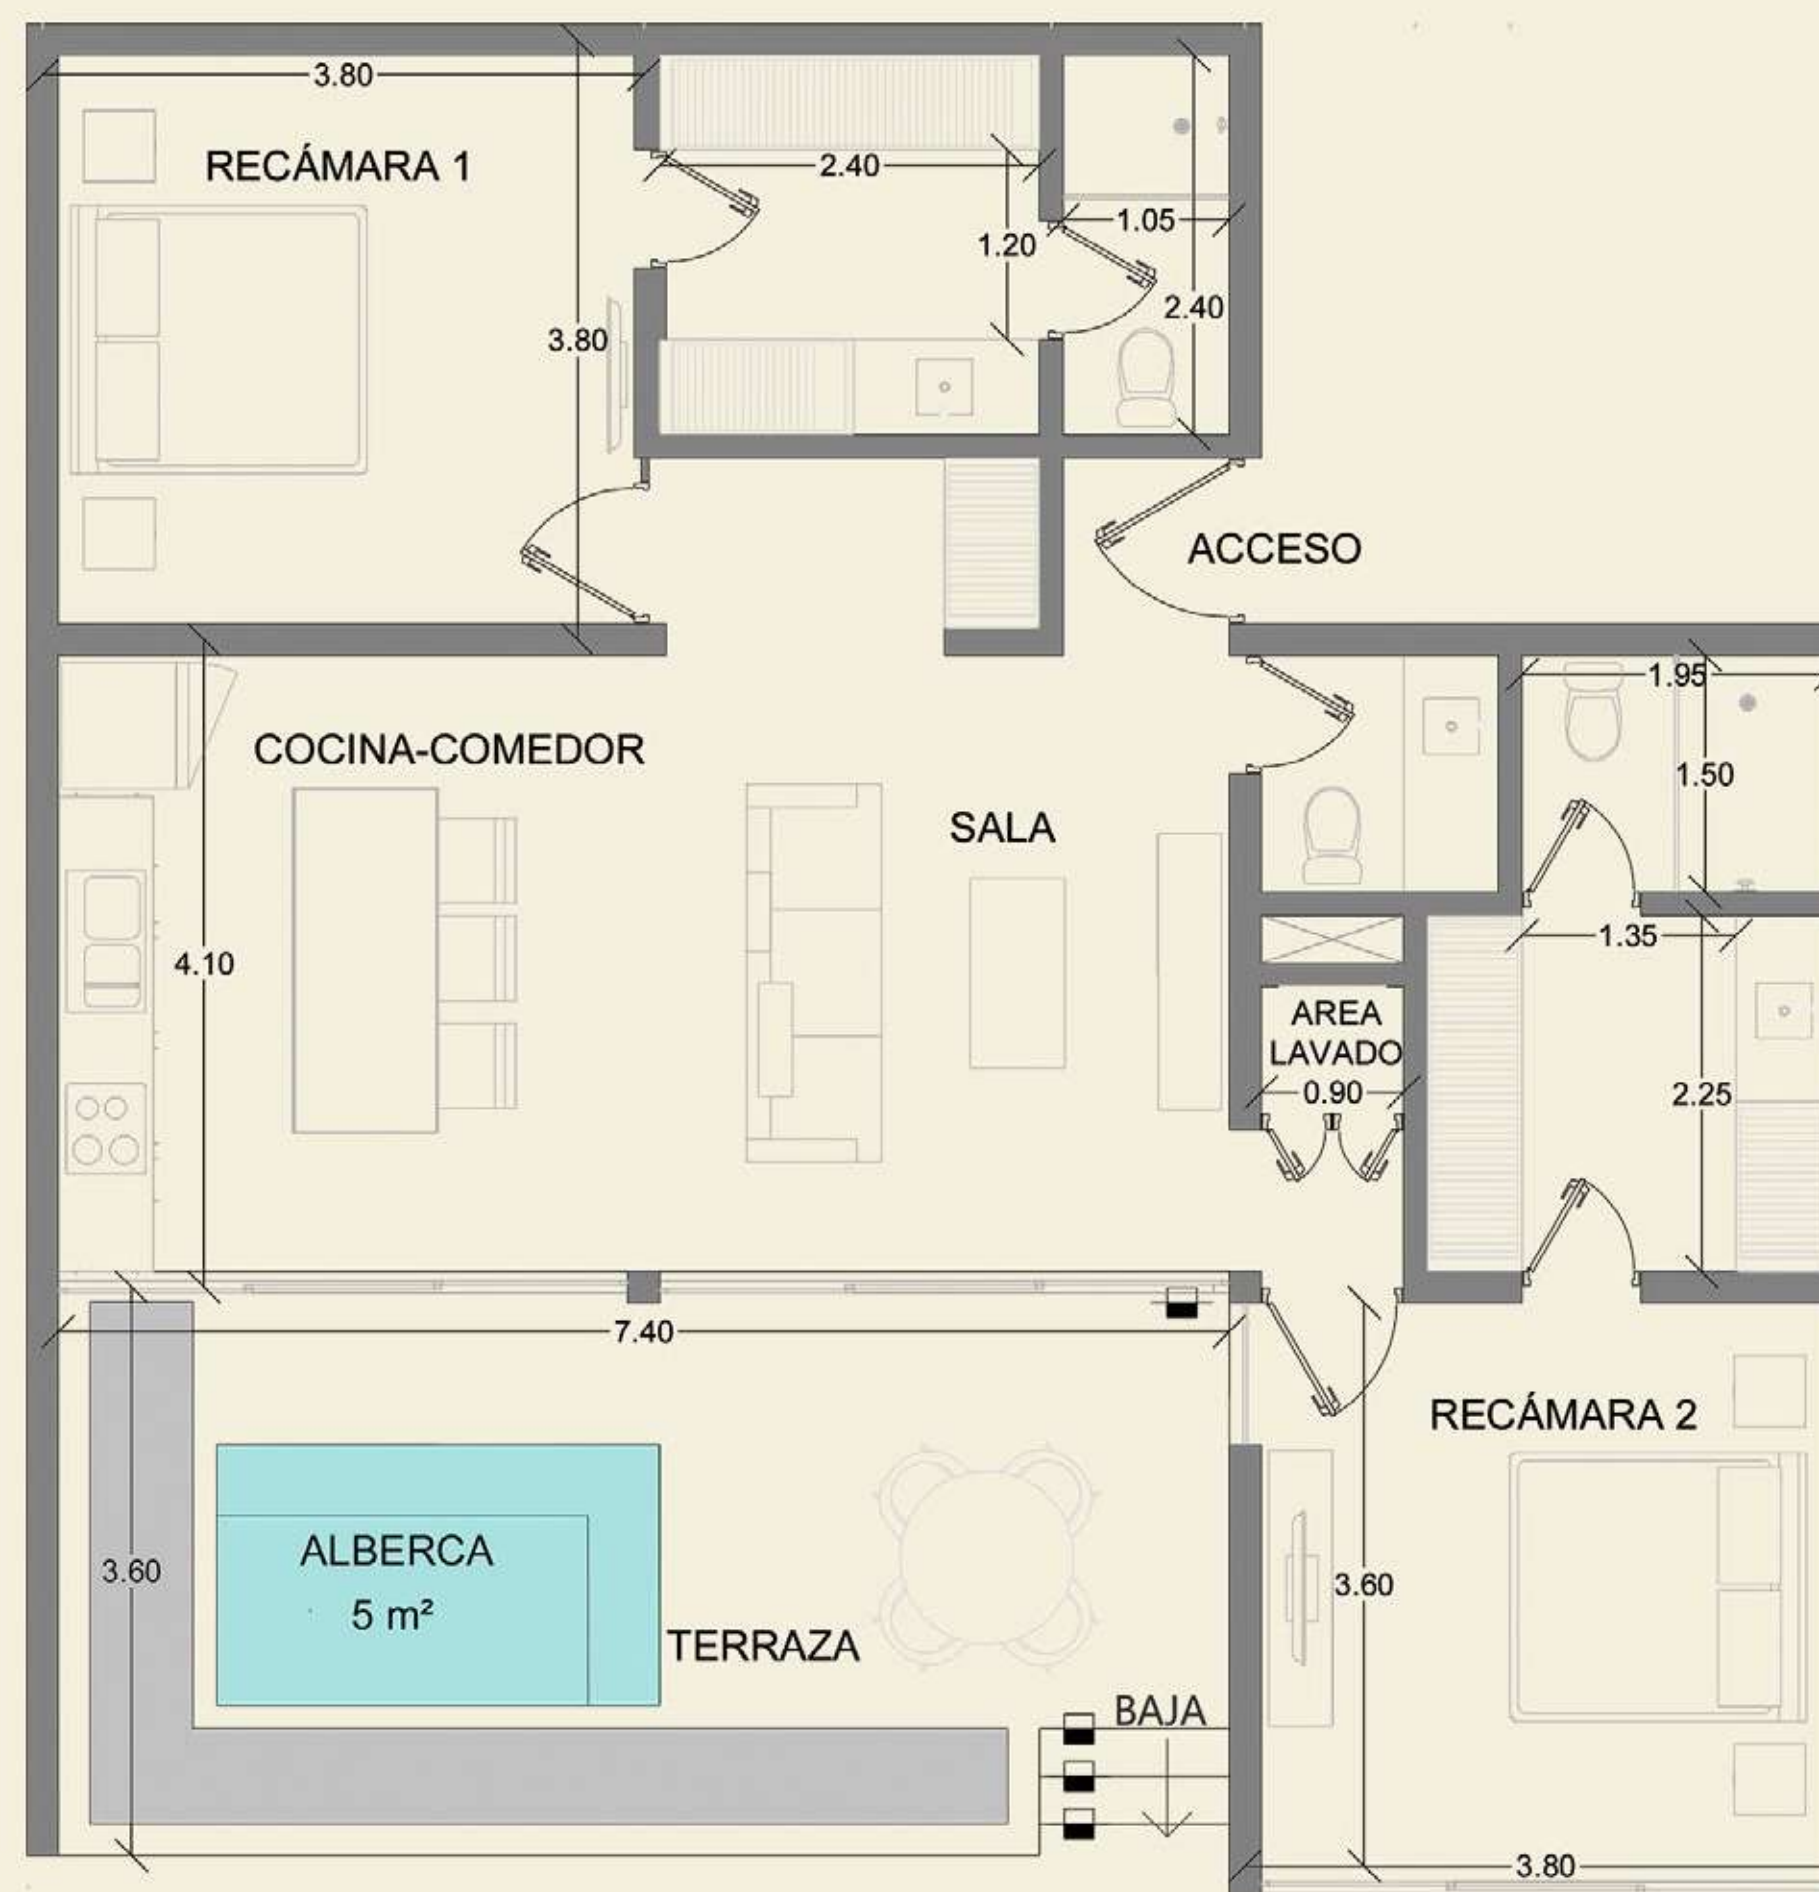 3.80
RECÁMARA 1
2.40
1.05
1.20
2.40
3.80
ACCESO
1.95
COCINA-COMEDOR
1.50
SALA
1.35
4.10
AREA
LAVADO
0.90
2.25
7.40
RECÁMARA 2
ALBERCA
3.60
3.60
5 m²
TERRAZA
BAJA
3.80